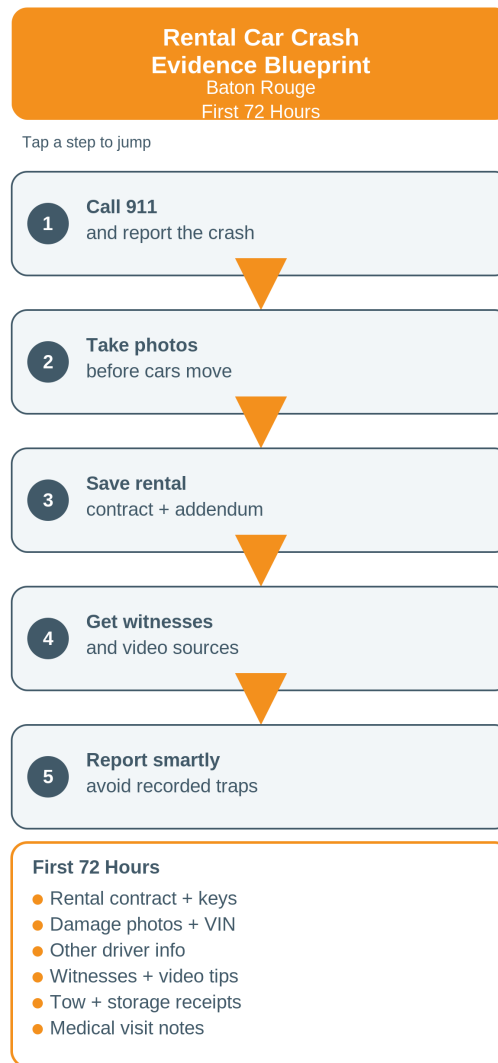 Rental Car Crash
Evidence Blueprint
Baton Rouge
First 72 Hours
Tap a step to jump
1
Call 911
and report the crash
2
Take photos
before cars move
3
Save rental
contract + addendum
4
Get witnesses
and video sources
5
Report smartly
avoid recorded traps
First 72 Hours
Rental contract + keys
Damage photos + VIN
Other driver info
Witnesses + video tips
Tow + storage receipts
Medical visit notes